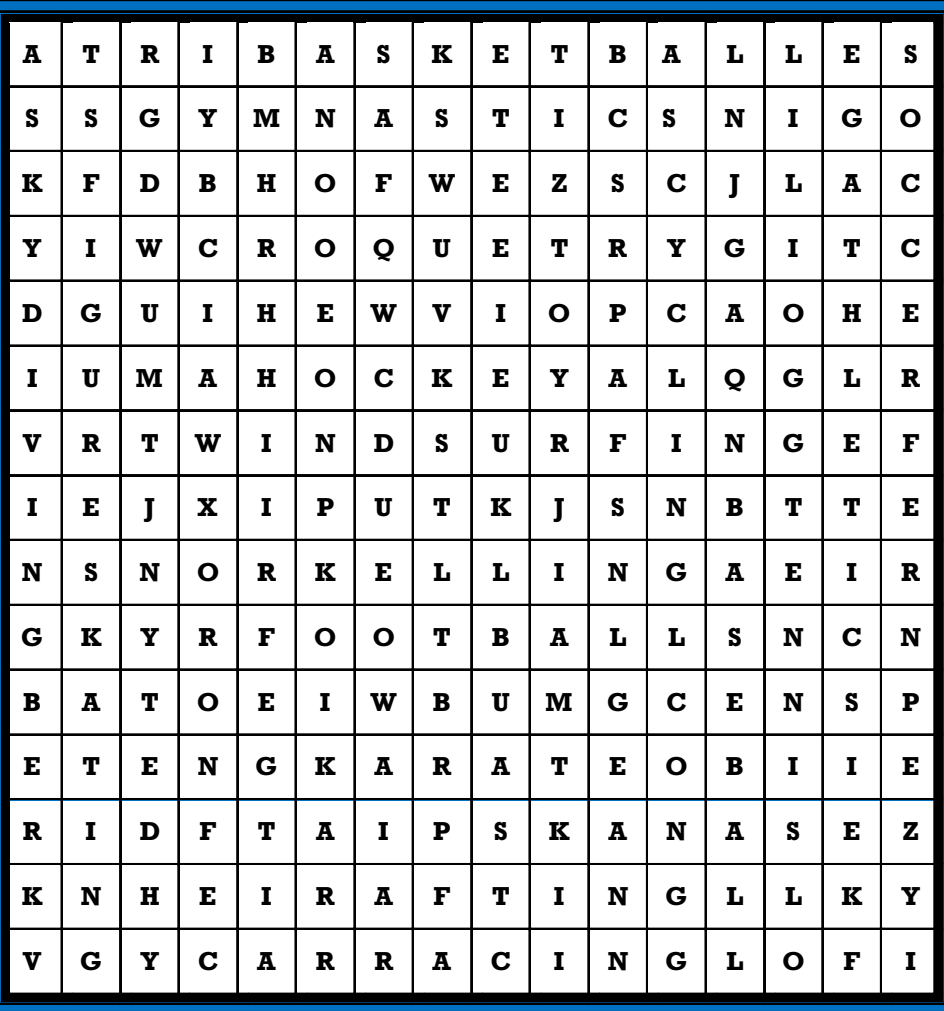 A T R I B A S K E T B A L L E S
S S G Y M N A S T I C S N I G O
K F D B H O F W E Z S C J L A C
Y I W C R O Q U E T R Y G I T C
D G U I H E W V I O P C A O H E
I U M A H O C K E Y A L Q G L R
V R T W I N D S U R F I N G E F
I E J X I P U T K J S N B T T E
N S N O R K E L L I N G A E I R
G K Y R F O O T B A L L S N C N
B A T O E I W B U M G C E N S P
E T E N G K A R A T E O B I I E
R I D F T A I P S K A N A S E Z
K N H E I R A F T I N G L L K Y
V G Y C A R R A C I N G L O F I